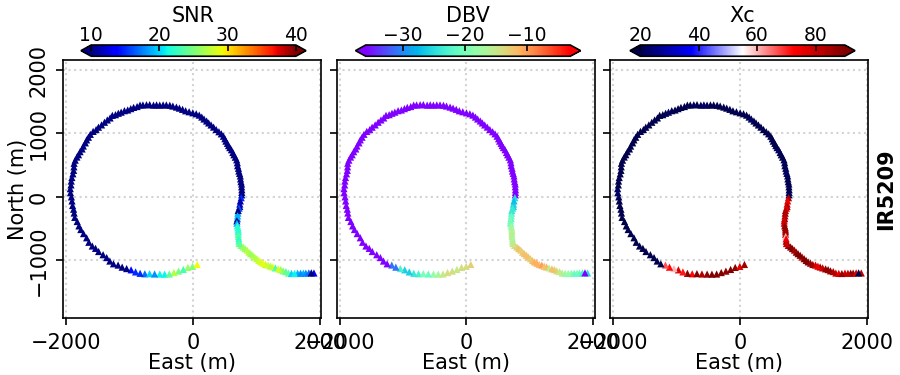 SNR DBV Xc
10 20 30 40 −30 −20 −10 20 40 60 80
2000
1000
0
−1000
North (m)
IR5209
−2000 0 2000 −2000 0 2000 −2000 0 2000
East (m) East (m) East (m)